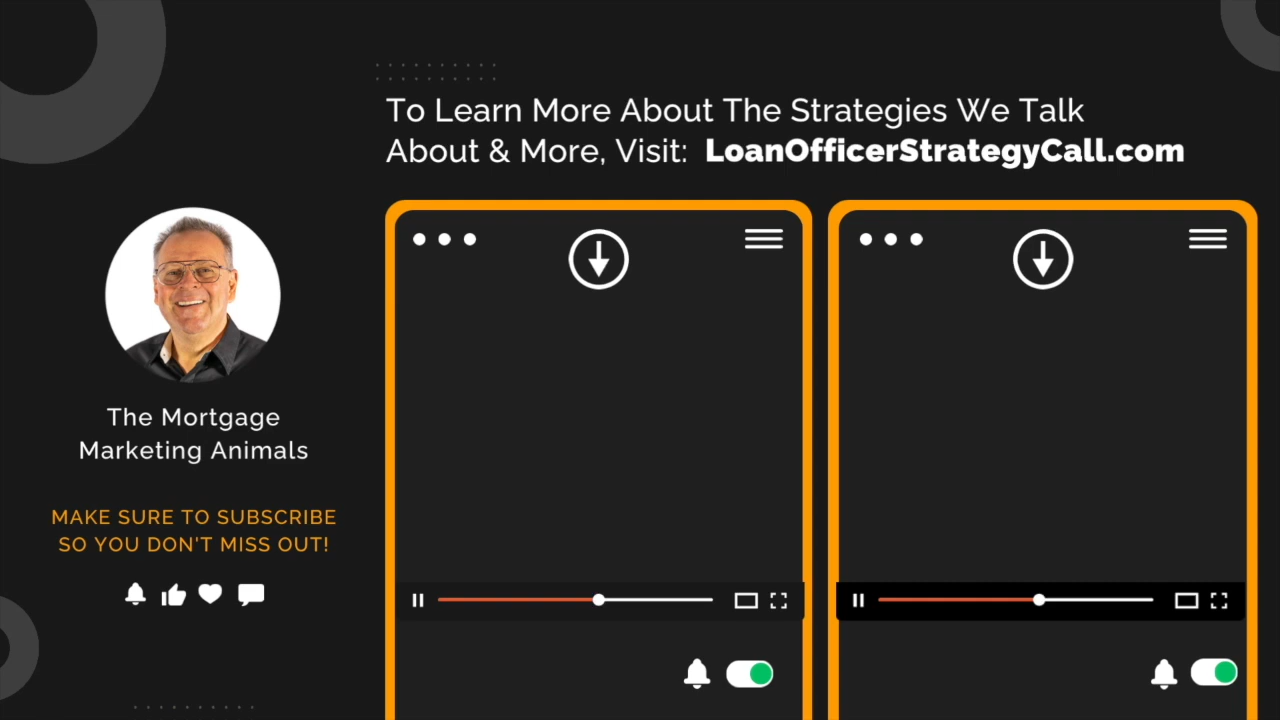 To Learn More About The Strategies We Talk
About & More, Visit: LoanOfficerStrategyCall.com
The Mortgage
Marketing Animals
MAKE SURE TO SUBSCRIBE
SO YOU DON'T MISS OUT!